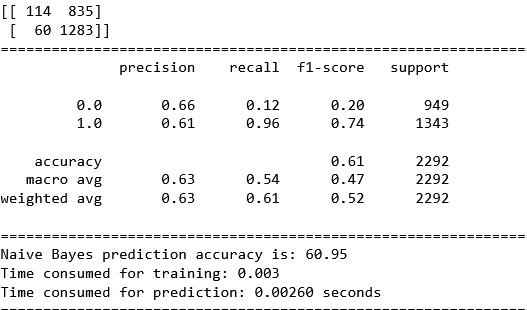 [[ 114  835]
 [  60 1283]]
================================================================
              precision    recall  f1-score   support

         0.0       0.66      0.12      0.20       949
         1.0       0.61      0.96      0.74      1343

    accuracy                           0.61      2292
   macro avg       0.63      0.54      0.47      2292
weighted avg       0.63      0.61      0.52      2292

================================================================
Naive Bayes prediction accuracy is: 60.95
Time consumed for training: 0.003
Time consumed for prediction: 0.00260 seconds
----------------------------------------------------------------